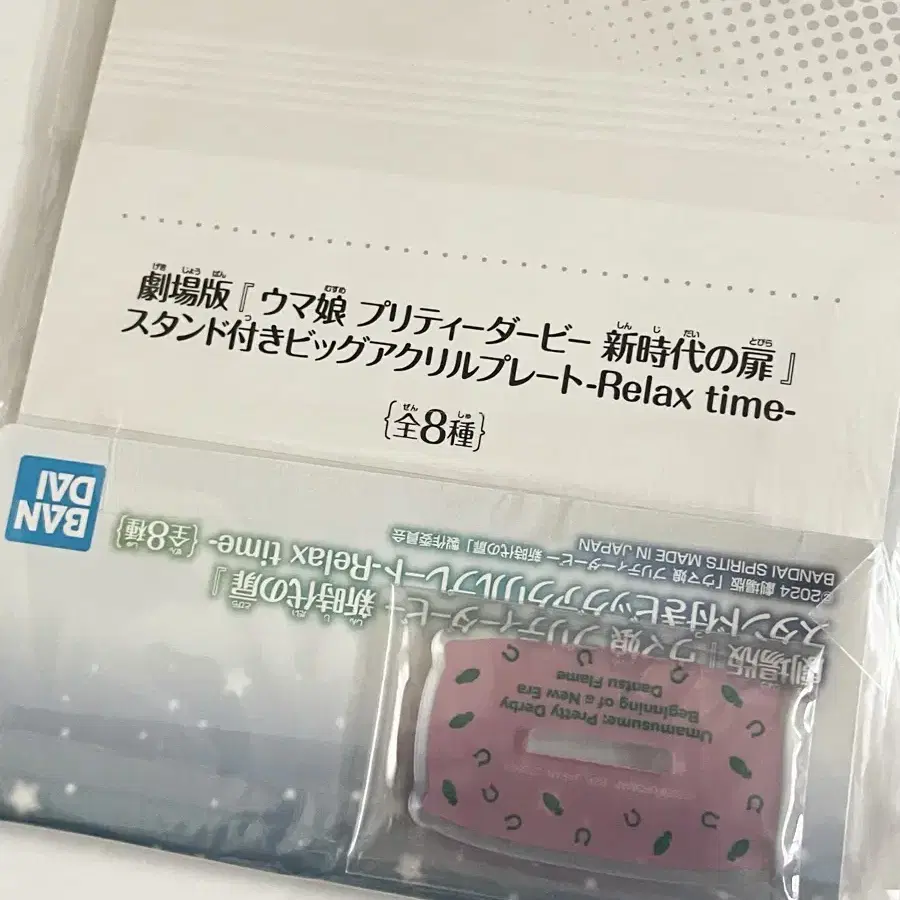 劇場版『ウマ娘 プリティーダービー 新時代の扉』
スタンド付きビッグアクリルプレート-Relax time-
{全8種}
BAN
DAI
劇場版『ウマ娘 プリティーダービー
新時代の扉』
スタンド付きビッグアクリルプレート
-Relax time-
{全8種}
©2024 劇場版「ウマ娘 プリティーダービー 新時代の扉」製作委員会
BANDAI SPIRITS MADE IN JAPAN
Umamusume: Pretty Derby
Beginning of a New Era
Dantsu Flame